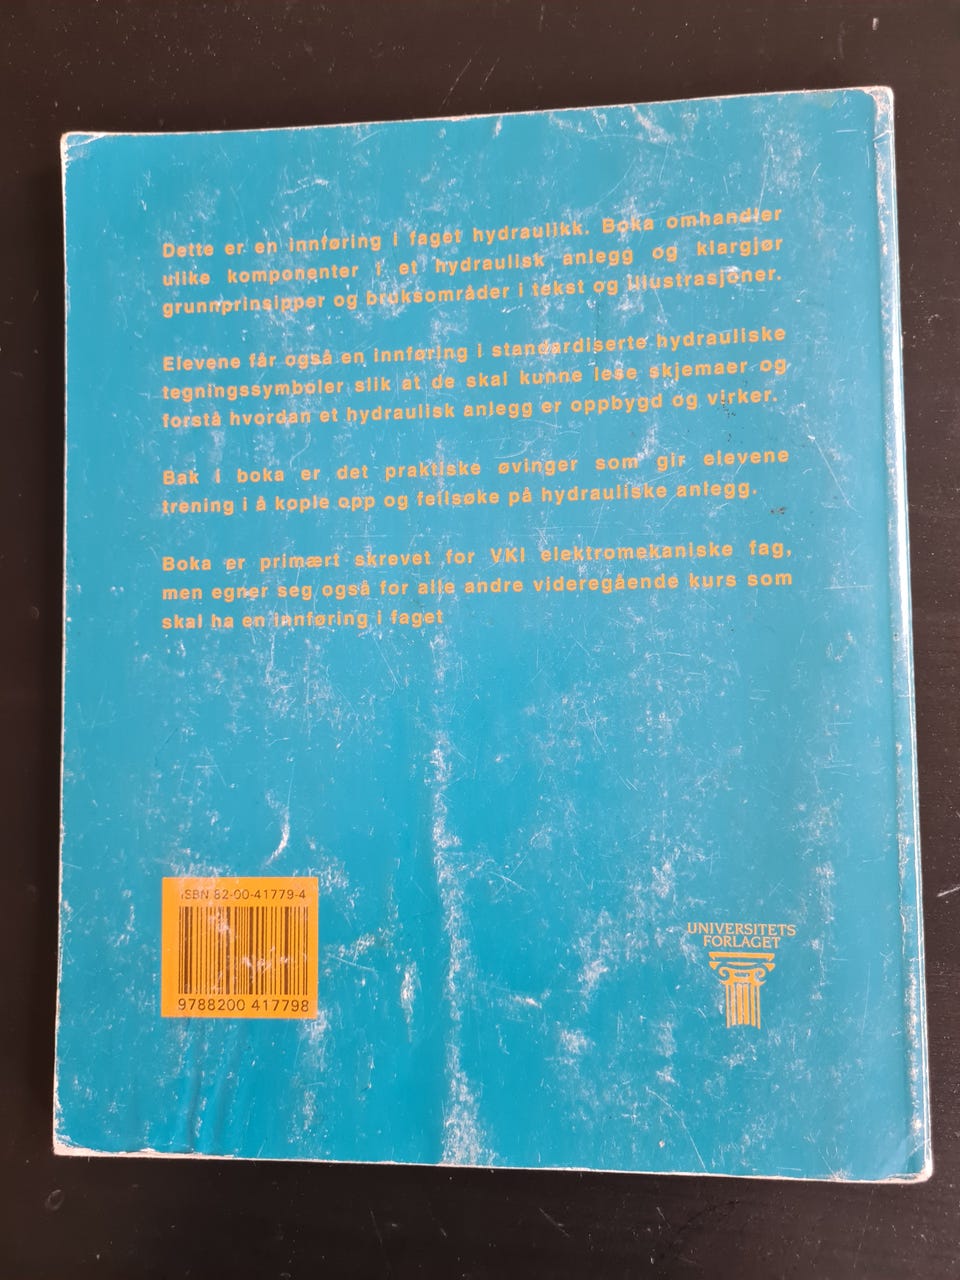 Dette er en innføring i faget hydraulikk. Boka omhandler
ulike komponenter i et hydraulisk anlegg og klargjør
grunnprinsipper og bruksområder i tekst og illustrasjoner.
Elevene får også en innføring i standardiserte hydrauliske
tegningssymboler slik at de skal kunne lese skjemaer og
forstå hvordan et hydraulisk anlegg er oppbygd og virker.
Bak i boka er det praktiske øvinger som gir elevene
trening i å kople opp og feilsøke på hydrauliske anlegg.
Boka er primært skrevet for VKI elektromekaniske fag,
men egner seg også for alle andre videregående kurs som
skal ha en innføring i faget
ISBN 82-00-41779-4
9788200 417798
UNIVERSITETS
FORLAGET